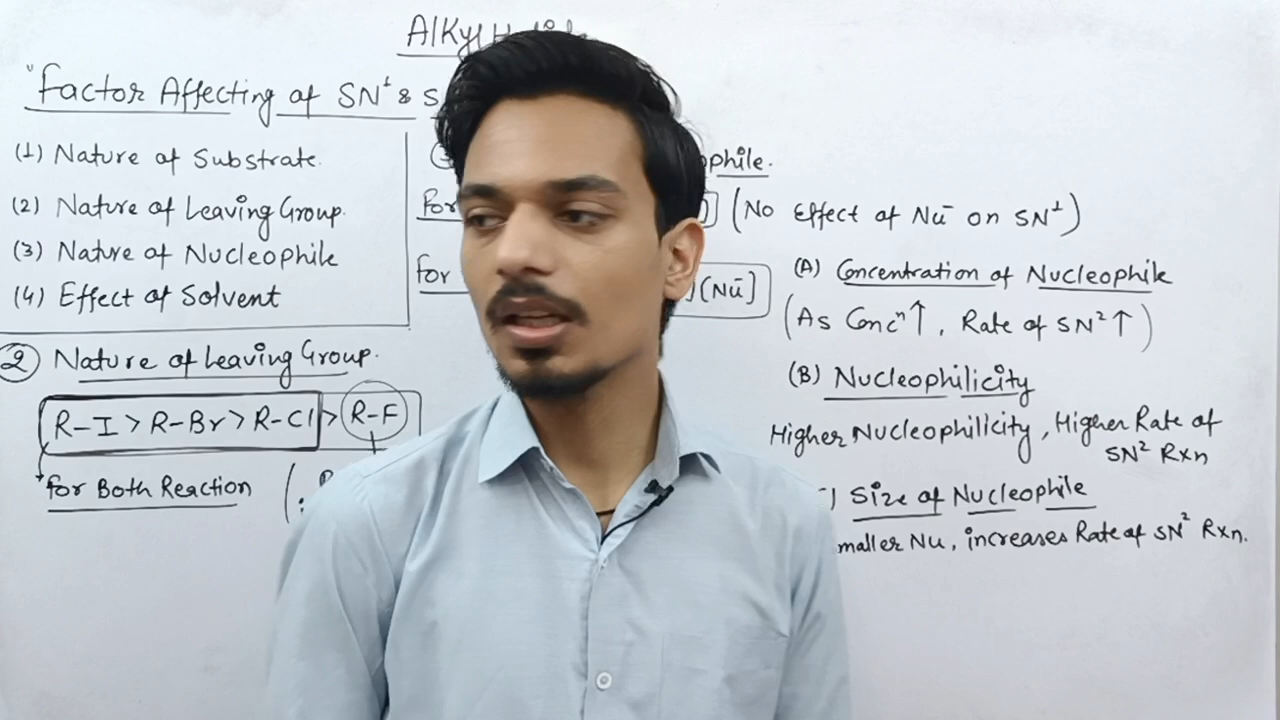 Alkyl
"Factor Affecting of SN¹ & S
(1) Nature of Substrate.
(2) Nature of Leaving Group.
(3) Nature of Nucleophile
(4) Effect of Solvent
(2) Nature of Leaving Group.
R-I > R-Br > R-Cl > R-F
for Both Reaction (∵
phile.
for ] (No Effect of Nū on SN¹)
for ](Nū]
(A) Concentration of Nucleophile
(As Concⁿ↑, Rate of SN²↑)
(B) Nucleophilicity
Higher Nucleophilicity, Higher Rate of
SN² Rxn
) Size of Nucleophile
maller Nu, increases Rate of SN² Rxn.